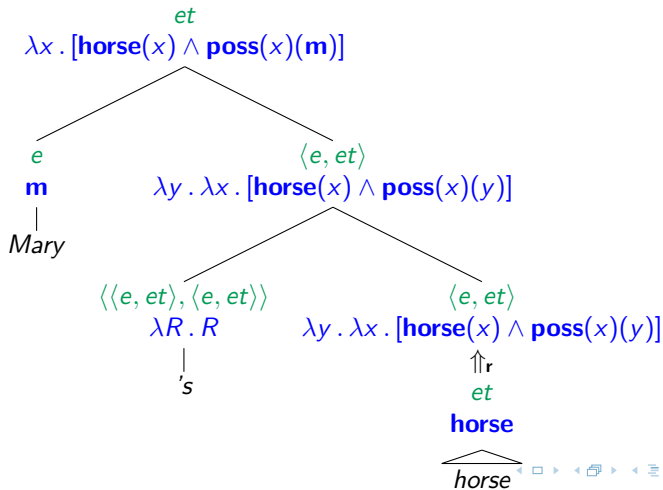 et
λx . [horse(x) ∧ poss(x)(m)]
e ⟨e, et⟩
m λy . λx . [horse(x) ∧ poss(x)(y)]
Mary
⟨⟨e, et⟩, ⟨e, et⟩⟩ ⟨e, et⟩
λR . R λy . λx . [horse(x) ∧ poss(x)(y)]
's ⇑r
et
horse
horse